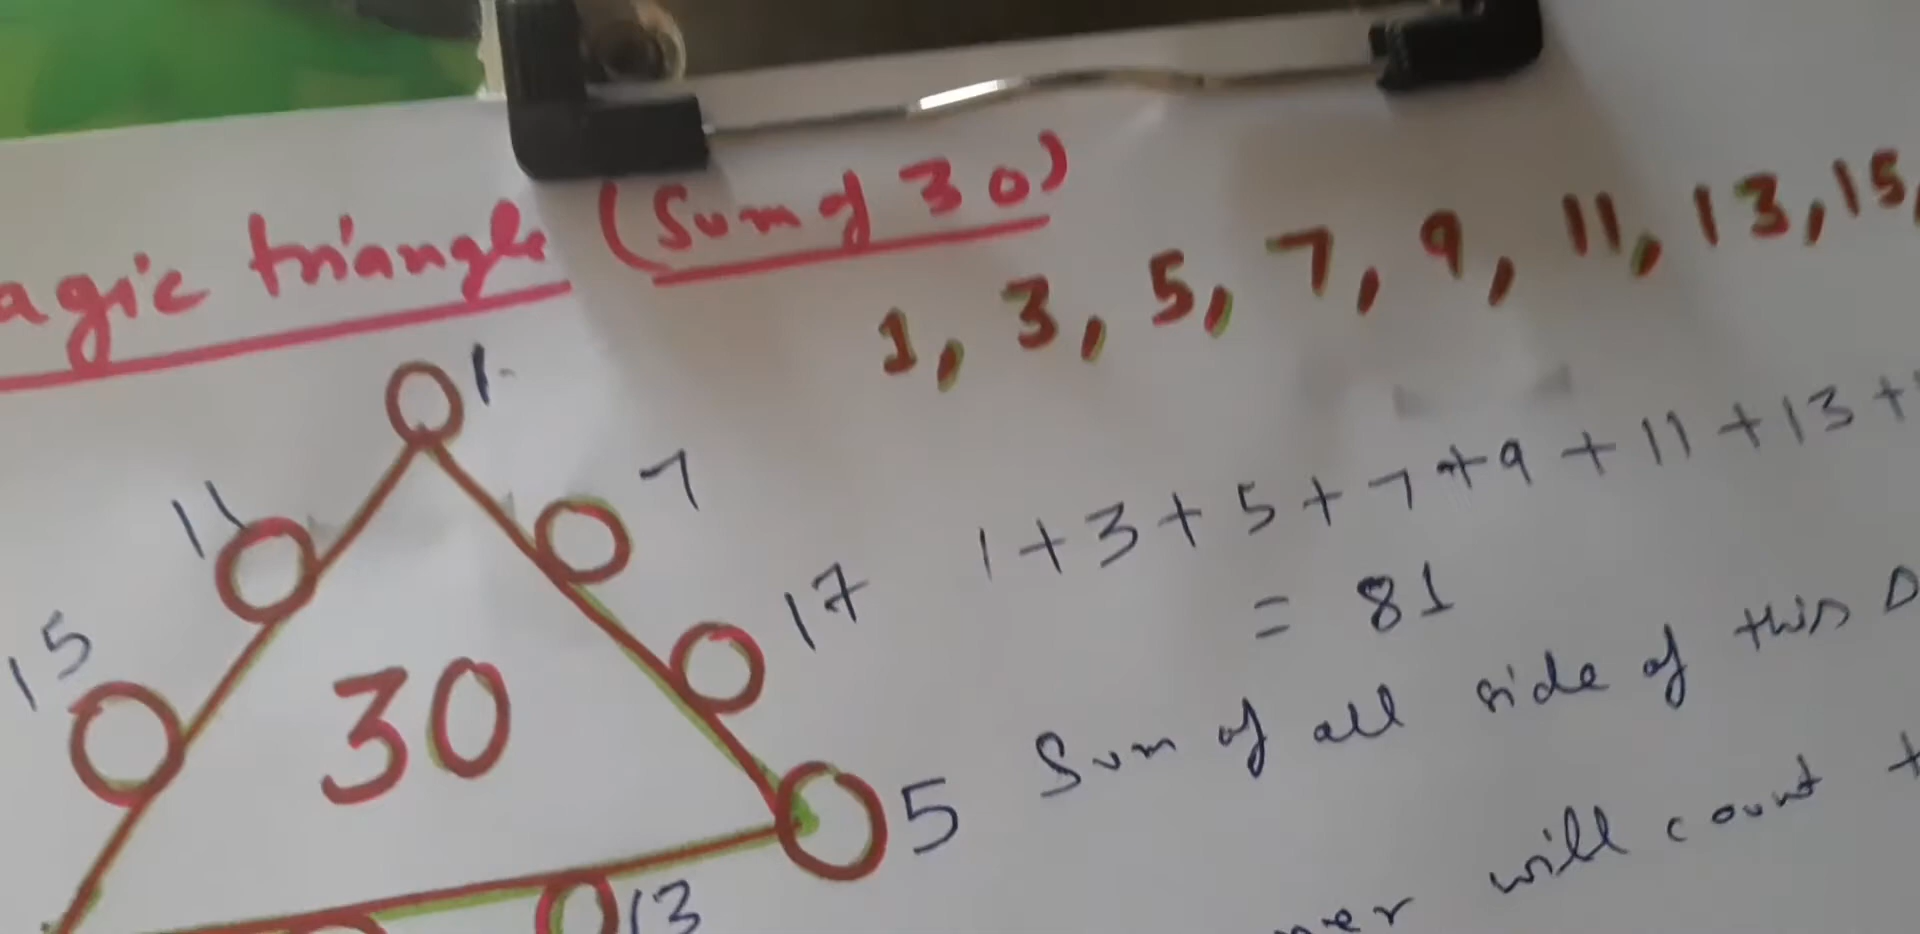 agic triangle (Sum of 30)
1, 3, 5, 7, 9, 11, 13, 15,
1
11
7
1+3+5+7+9+11+13+
= 81
15
17
30
Sum of all side of this Δ
5
will count
13